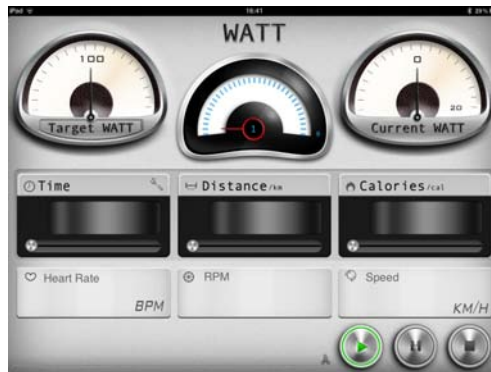 iPad
16:41
29%
WATT
100
Target WATT
1
0
20
Current WATT
Time
Distance/km
Calories/cal
Heart Rate
BPM
RPM
Speed
KM/H